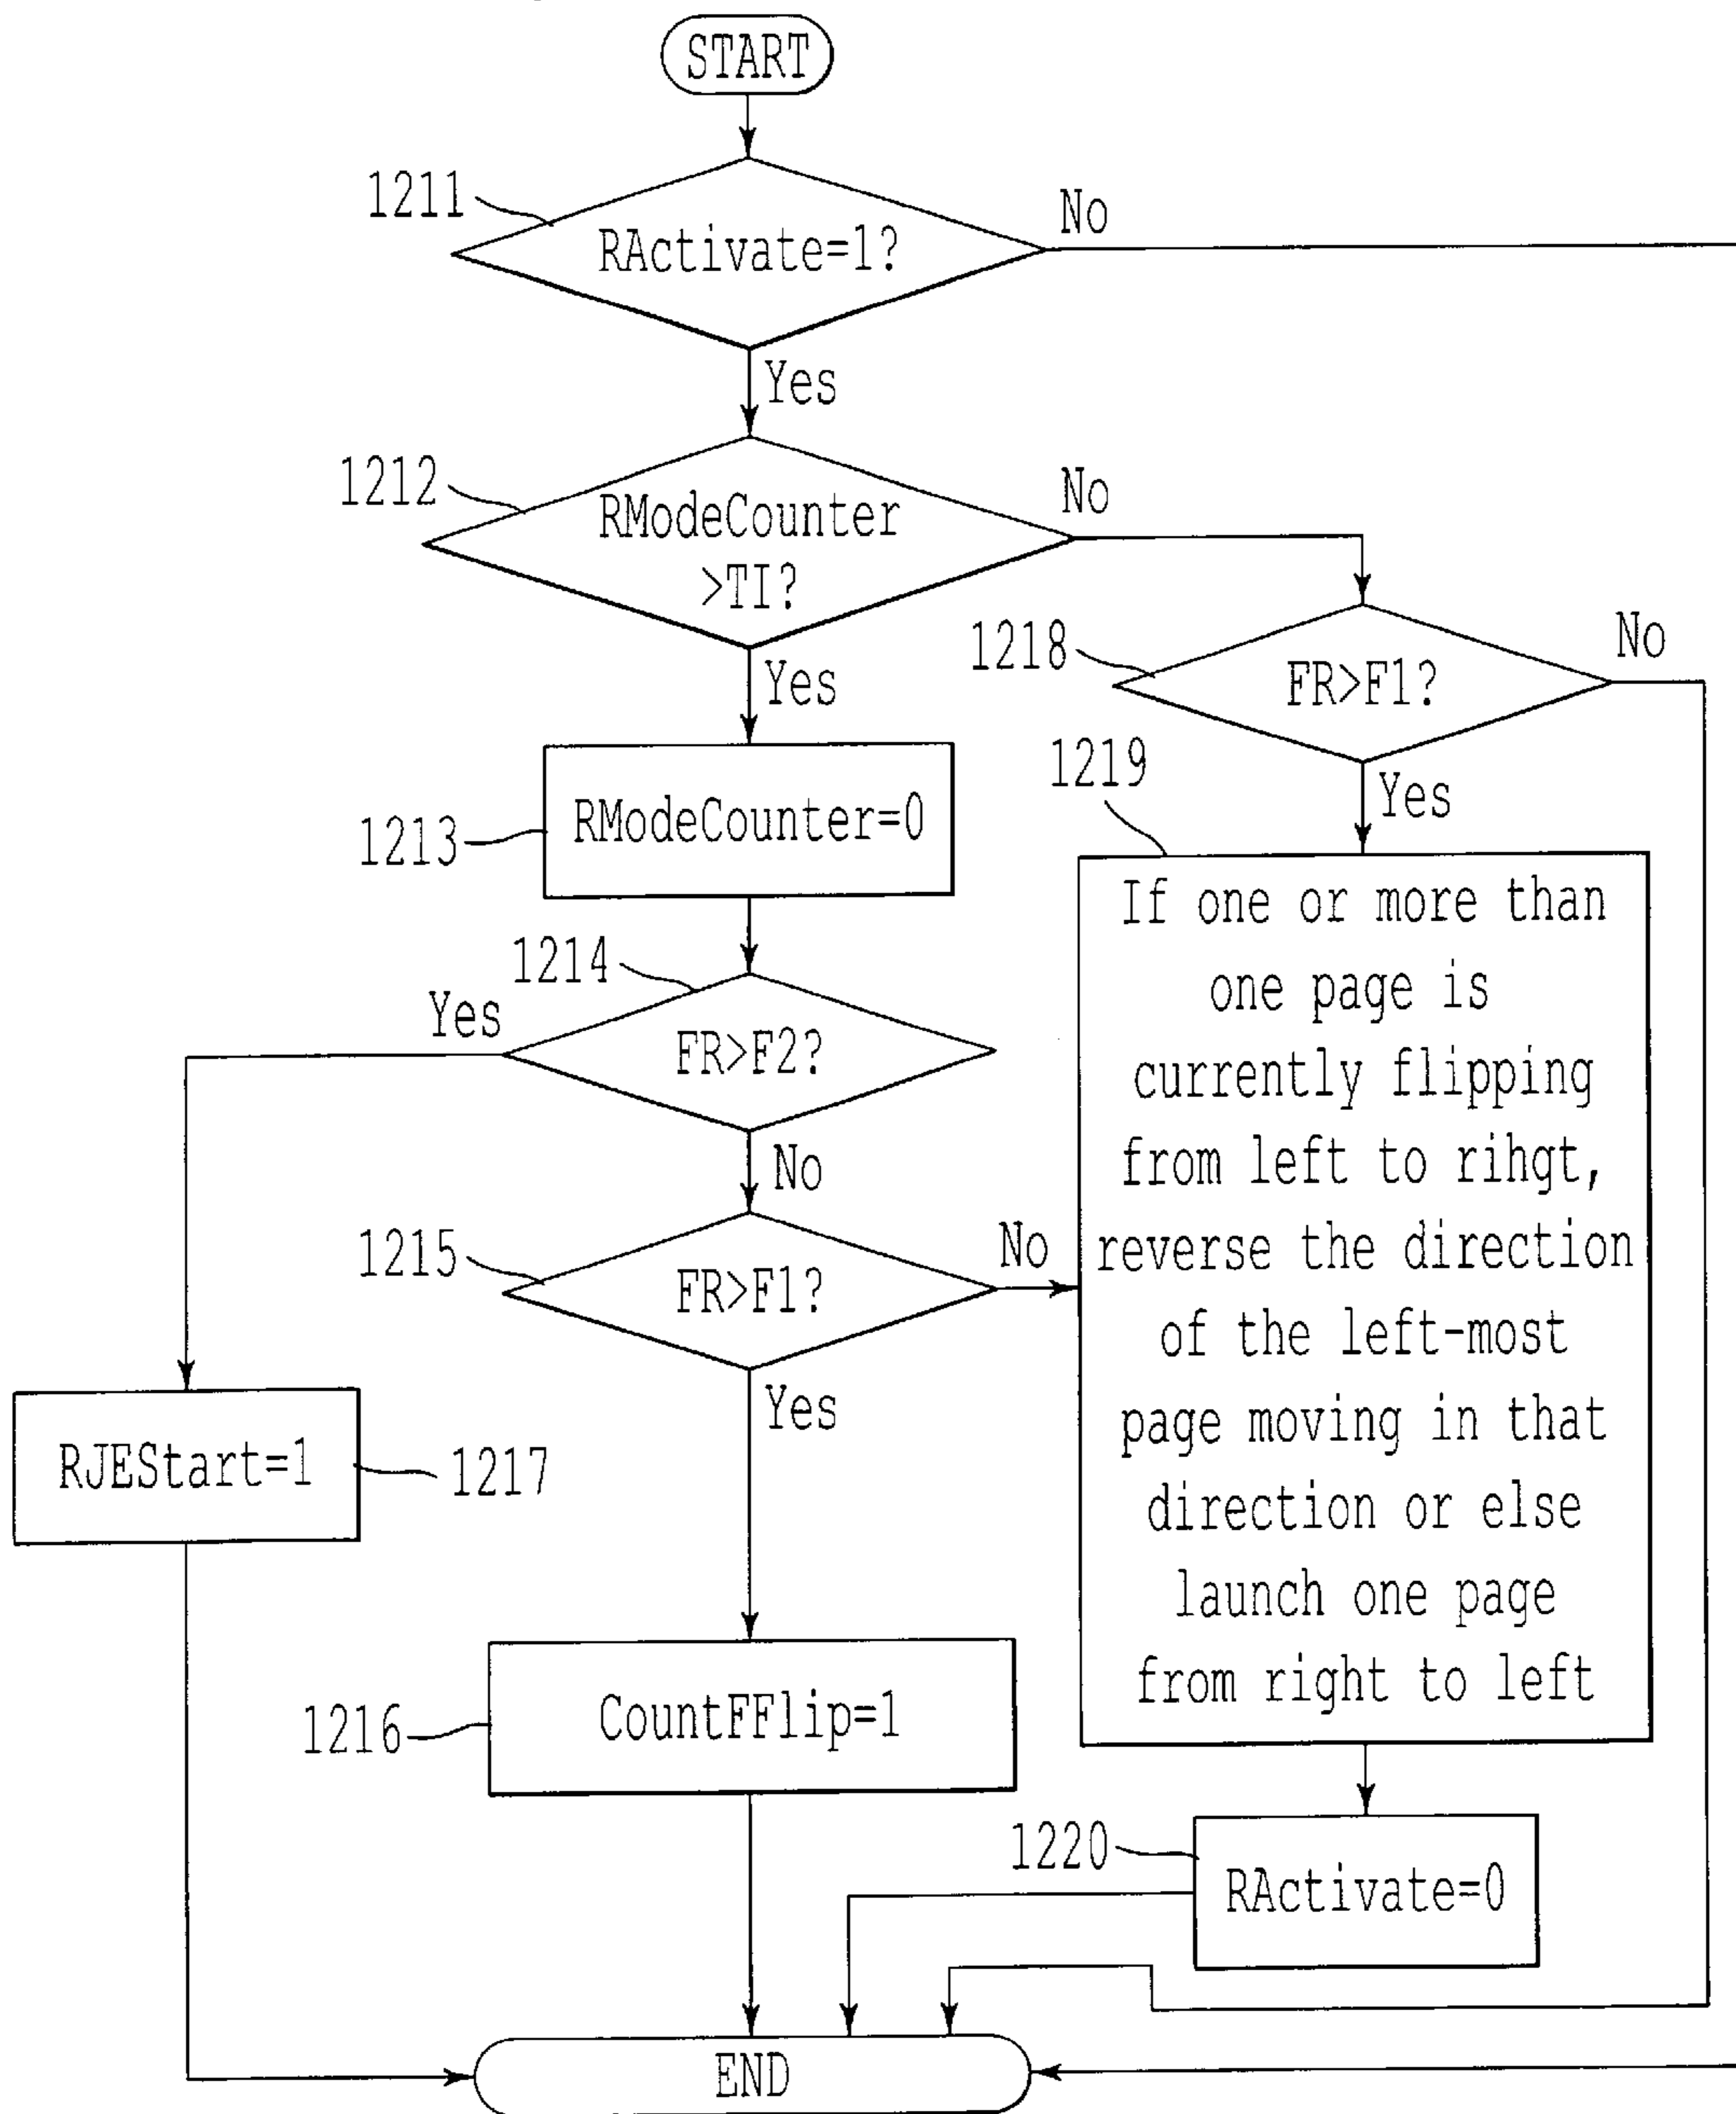 START
1211
RActivate=1?
No
Yes
1212
RModeCounter
>TI?
No
Yes
1218
FR>F1?
No
Yes
1213
RModeCounter=0
1219
If one or more than
one page is
currently flipping
from left to rihgt,
reverse the direction
of the left-most
page moving in that
direction or else
launch one page
from right to left
1214
FR>F2?
Yes
No
1215
FR>F1?
No
Yes
RJEStart=1
1217
1216
CountFFlip=1
1220
RActivate=0
END